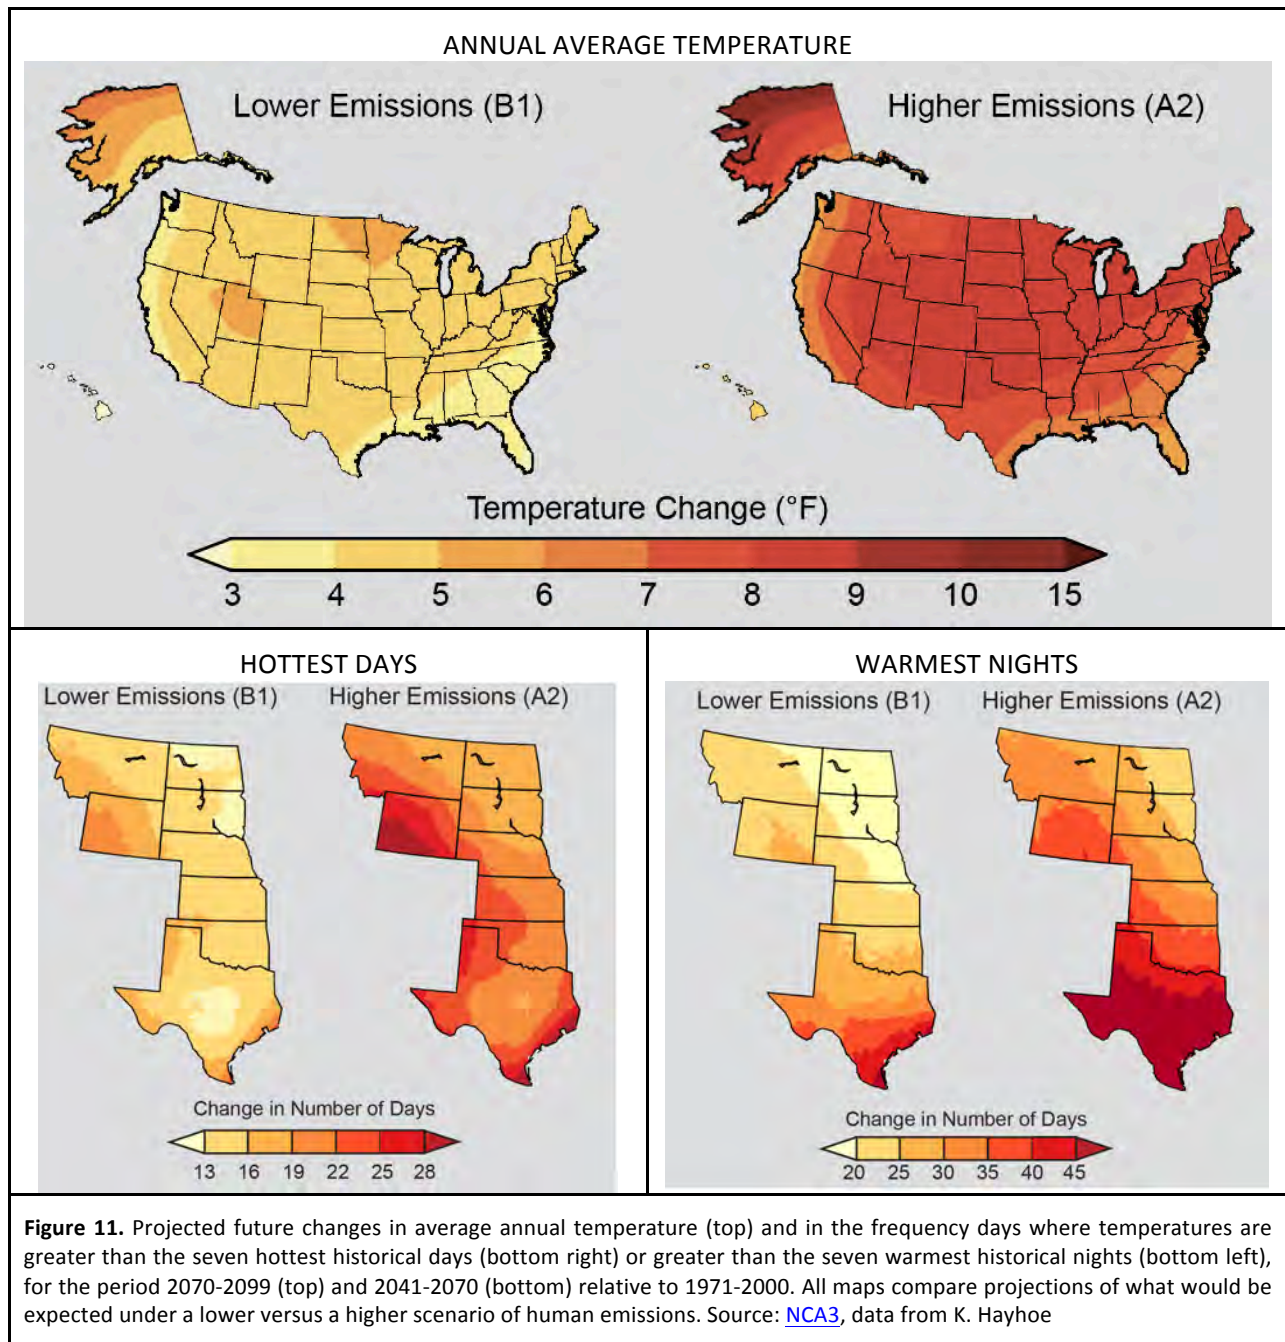 ANNUAL AVERAGE TEMPERATURE
Lower Emissions (B1)
Higher Emissions (A2)
Temperature Change (°F)
3 4 5 6 7 8 9 10 15
HOTTEST DAYS
Lower Emissions (B1) Higher Emissions (A2)
Change in Number of Days
13 16 19 22 25 28
WARMEST NIGHTS
Lower Emissions (B1) Higher Emissions (A2)
Change in Number of Days
20 25 30 35 40 45
Figure 11. Projected future changes in average annual temperature (top) and in the frequency days where temperatures are
greater than the seven hottest historical days (bottom right) or greater than the seven warmest historical nights (bottom left),
for the period 2070-2099 (top) and 2041-2070 (bottom) relative to 1971-2000. All maps compare projections of what would be
expected under a lower versus a higher scenario of human emissions. Source: NCA3, data from K. Hayhoe